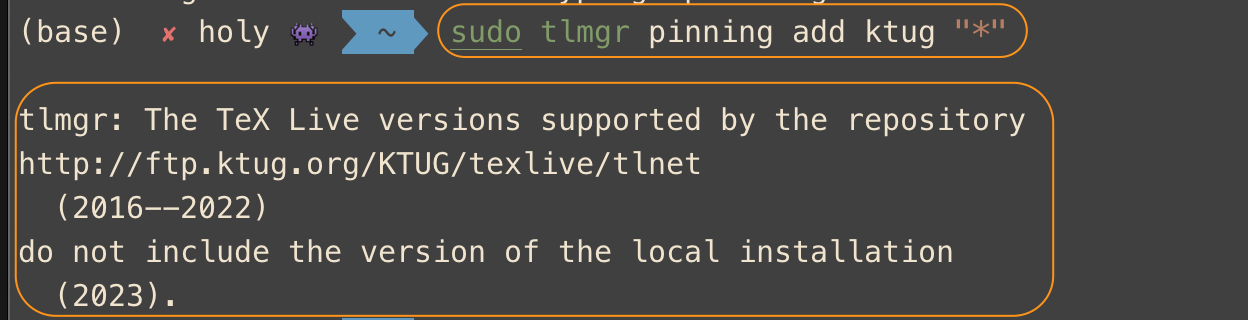 (base) ✘ holy 👾 ~ sudo tlmgr pinning add ktug "*"
tlmgr: The TeX Live versions supported by the repository
http://ftp.ktug.org/KTUG/texlive/tlnet
(2016--2022)
do not include the version of the local installation
(2023).